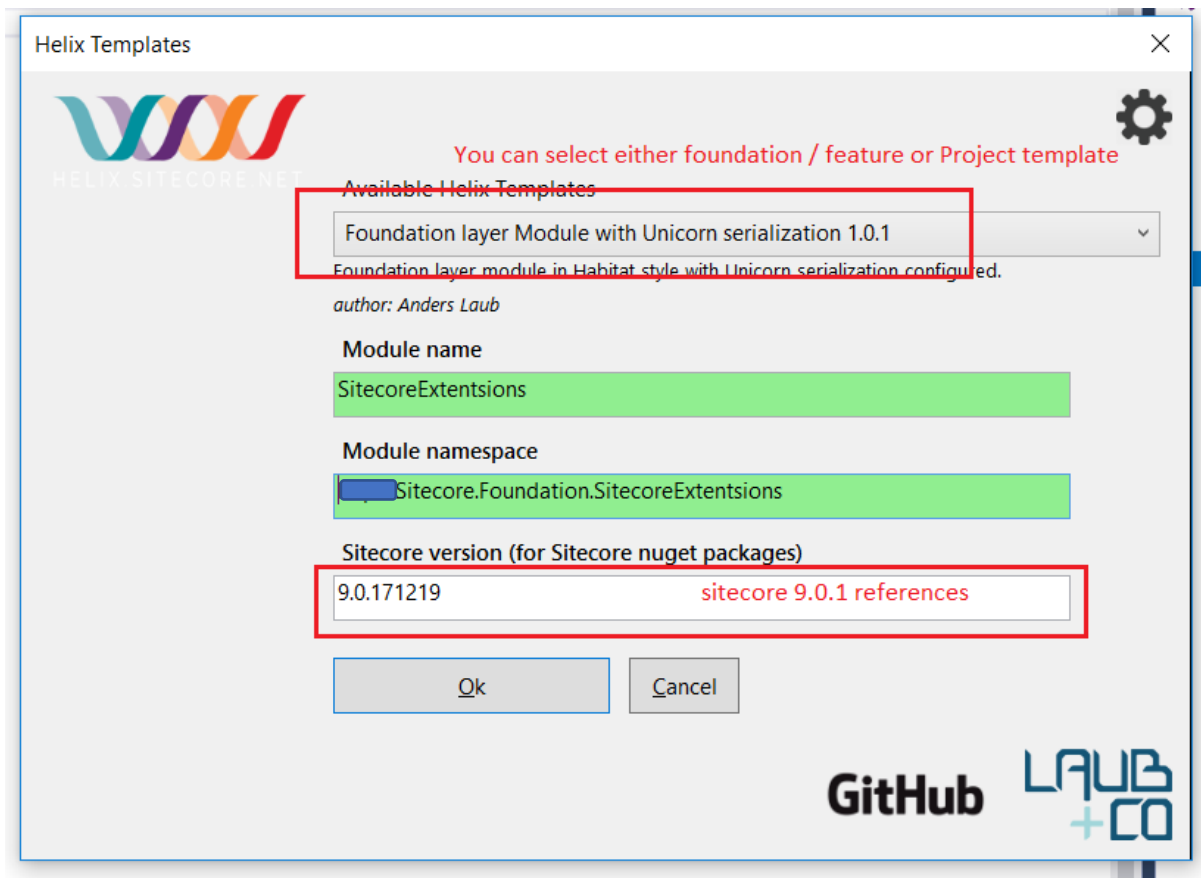 Helix Templates
HELIX.SITECORE.NET
You can select either foundation / feature or Project template
Available Helix Templates
Foundation layer Module with Unicorn serialization 1.0.1
Foundation layer module in Habitat style with Unicorn serialization configured.
author: Anders Laub
Module name
SitecoreExtentsions
Module namespace
Sitecore.Foundation.SitecoreExtentsions
Sitecore version (for Sitecore nuget packages)
9.0.171219
sitecore 9.0.1 references
Ok
Cancel
GitHub
LAUB
+CO